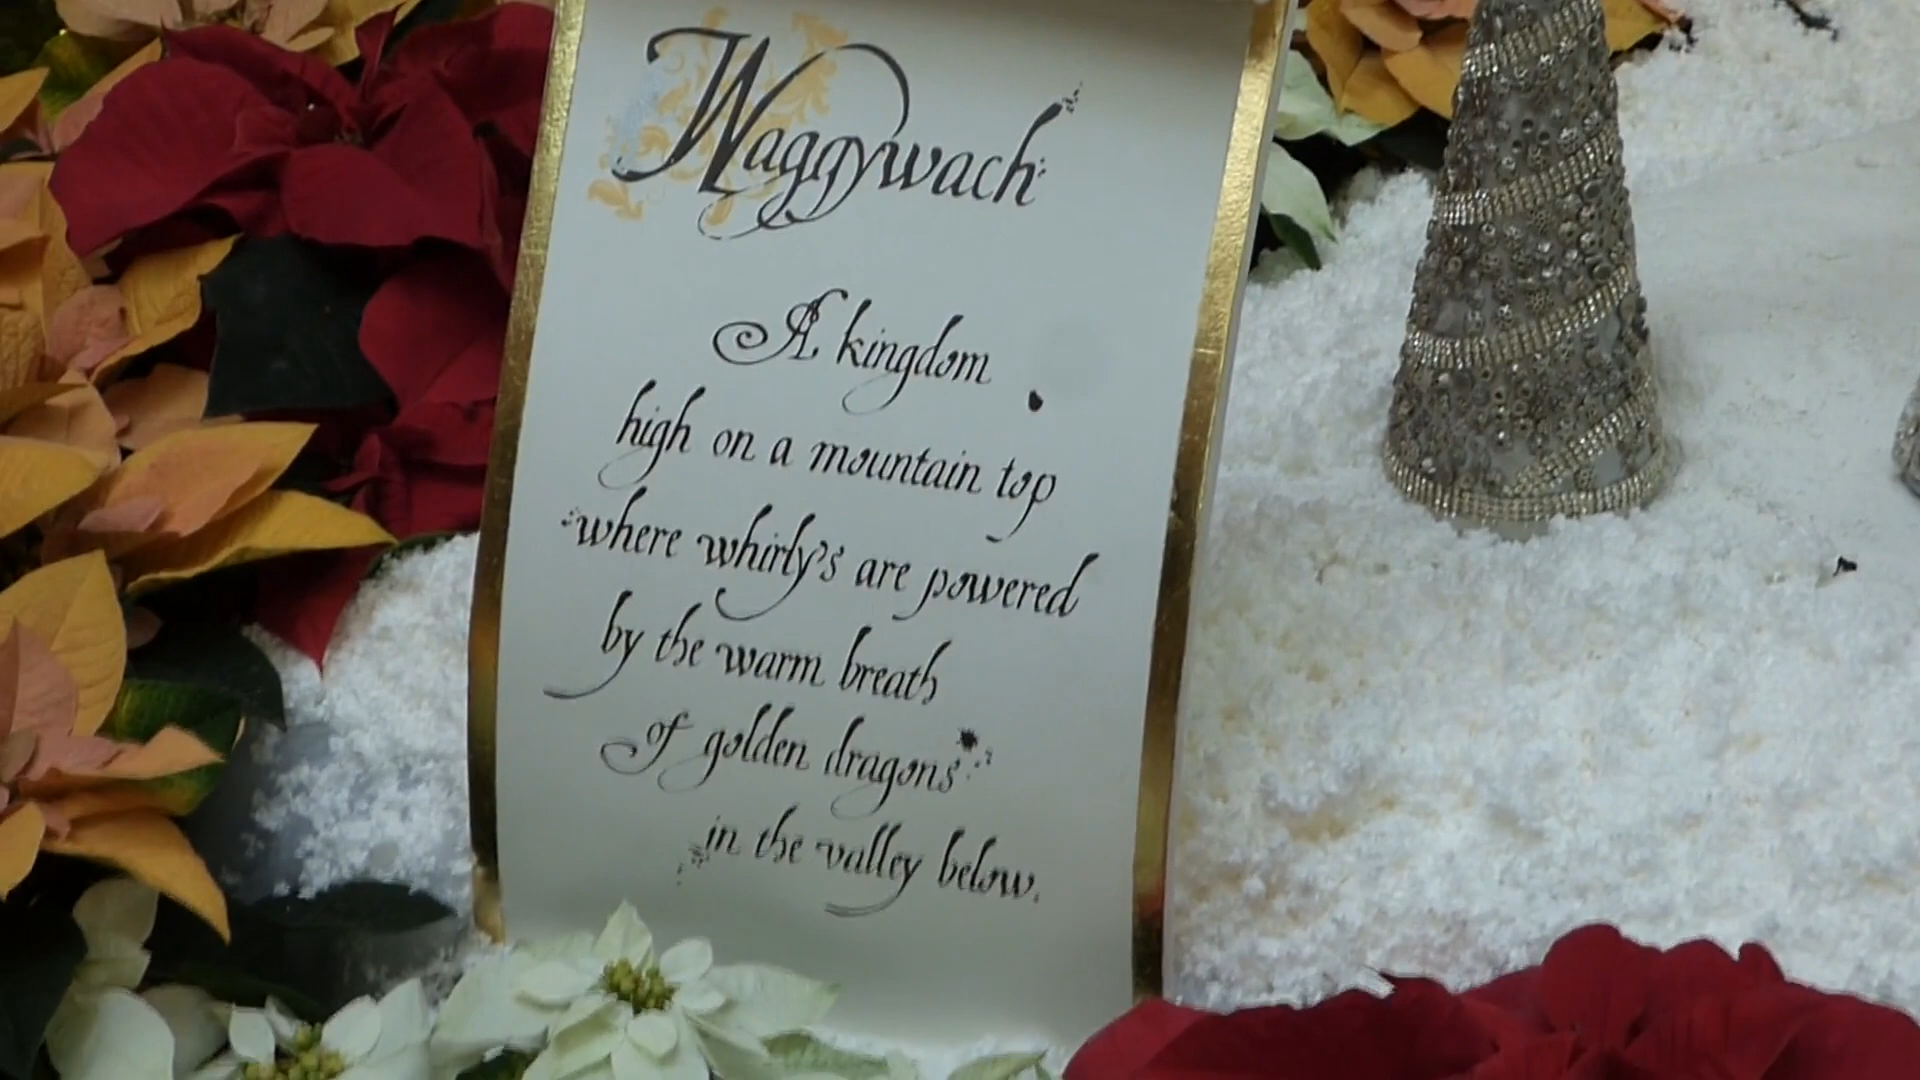 Waggywach
A kingdom
high on a mountain top
where whirly's are powered
by the warm breath
of golden dragons
in the valley below.